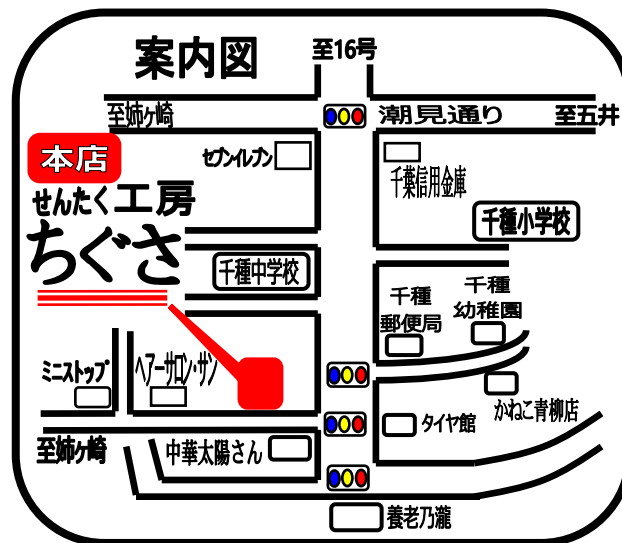 案内図
至16号
至姉ヶ崎
潮見通り
至五井
本店
せんたく工房
ちぐさ
セブンイレブン
千葉信用金庫
千種小学校
千種中学校
千種
郵便局
千種
幼稚園
ミニストップ
ヘアーサロン・サン
かねこ青柳店
タイヤ館
至姉ヶ崎
中華太陽さん
養老乃瀧